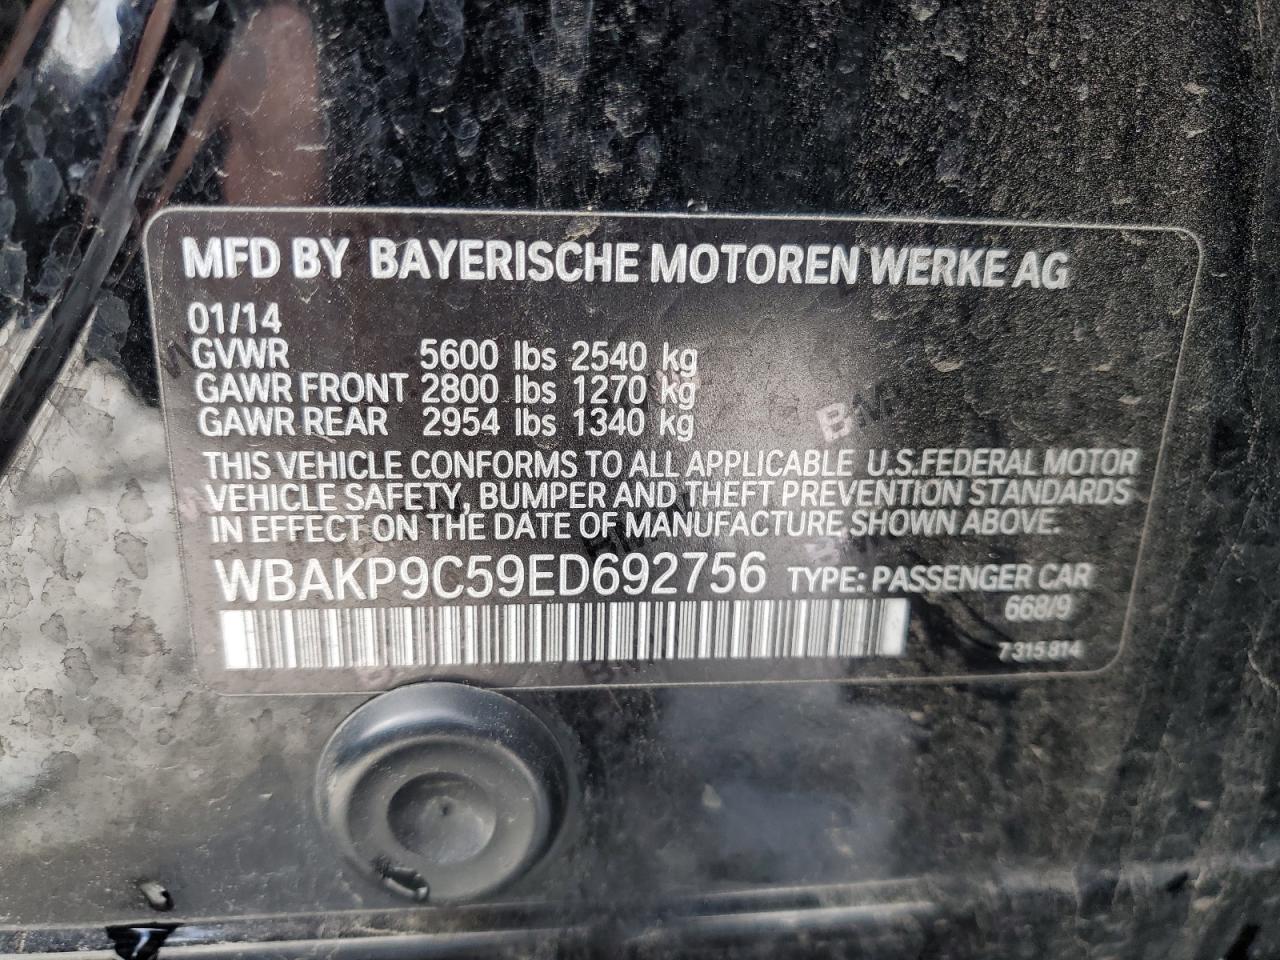 MFD BY BAYERISCHE MOTOREN WERKE AG
01/14
GVWR 5600 lbs 2540 kg
GAWR FRONT 2800 lbs 1270 kg
GAWR REAR 2954 lbs 1340 kg
THIS VEHICLE CONFORMS TO ALL APPLICABLE U.S.FEDERAL MOTOR
VEHICLE SAFETY, BUMPER AND THEFT PREVENTION STANDARDS
IN EFFECT ON THE DATE OF MANUFACTURE SHOWN ABOVE.
WBAKP9C59ED692756 TYPE: PASSENGER CAR
668/9
7 315 814